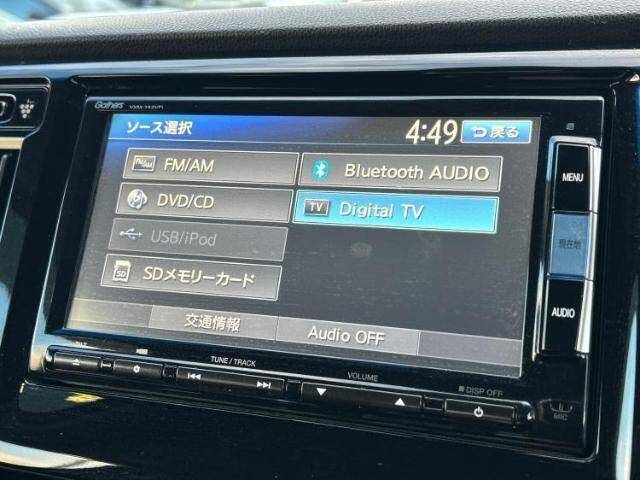 Gathers
ソース選択
4:49
戻る
FM/AM
Bluetooth AUDIO
DVD/CD
TV
Digital TV
USB/iPod
SD
SDメモリーカード
交通情報
Audio OFF
MENU
現在地
AUDIO
TUNE / TRACK
VOLUME
DISP OFF
MIC